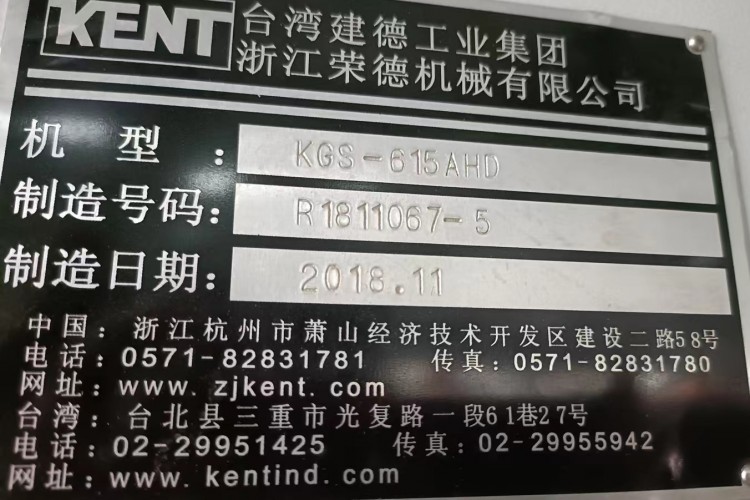 KENT 台湾建德工业集团
浙江荣德机械有限公司
机 型 : KGS-615AHD
制造号码: R1811067-5
制造日期: 2018.11
中国: 浙江杭州市萧山经济技术开发区建设二路58号
电话: 0571-82831781 传真: 0571-82831780
网址: www. zjkent. com
台湾: 台北县三重市光复路一段61巷27号
电话: 02-29951425 传真: 02-29955942
网址: www. kentind. com